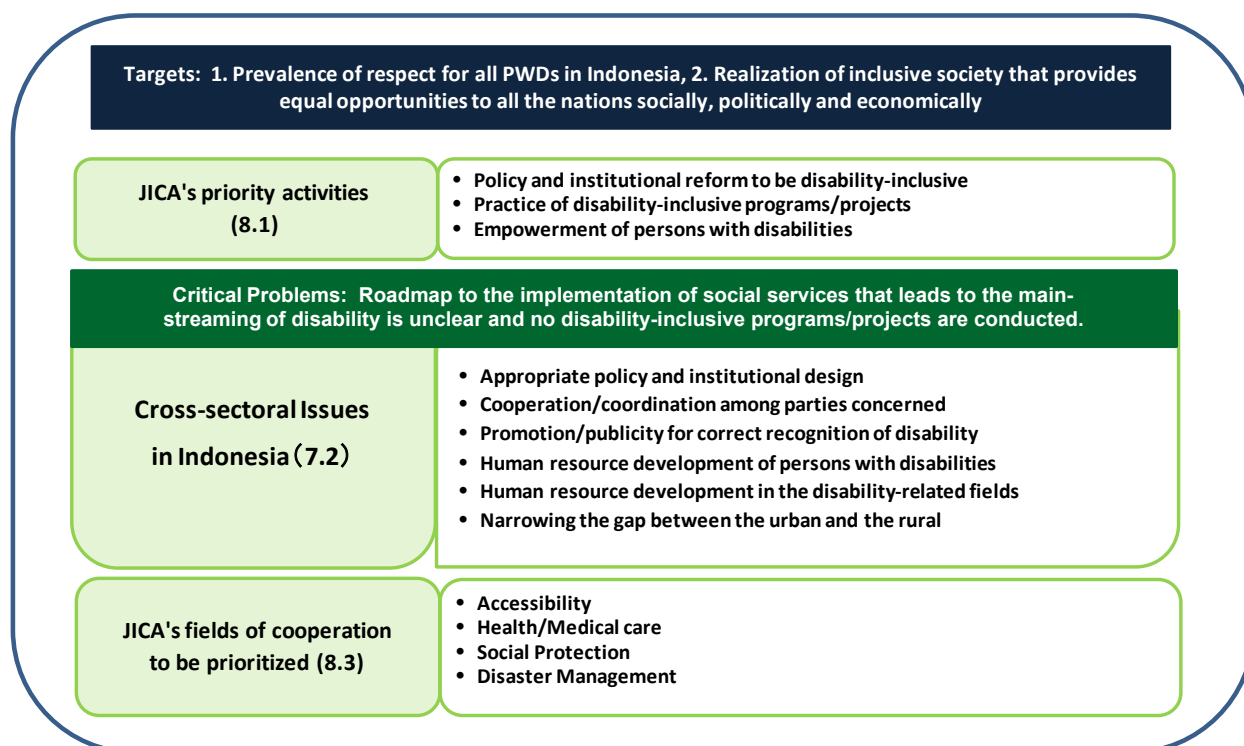 Targets:  1. Prevalence of respect for all PWDs in Indonesia, 2. Realization of inclusive society that provides
equal opportunities to all the nations socially, politically and economically
JICA's priority activities
(8.1)
• Policy and institutional reform to be disability-inclusive
• Practice of disability-inclusive programs/projects
• Empowerment of persons with disabilities
Critical Problems:  Roadmap to the implementation of social services that leads to the main-
streaming of disability is unclear and no disability-inclusive programs/projects are conducted.
Cross-sectoral Issues
in Indonesia（7.2）
• Appropriate policy and institutional design
• Cooperation/coordination among parties concerned
• Promotion/publicity for correct recognition of disability
• Human resource development of persons with disabilities
• Human resource development in the disability-related fields
• Narrowing the gap between the urban and the rural
JICA's fields of cooperation
to be prioritized (8.3)
• Accessibility
• Health/Medical care
• Social Protection
• Disaster Management